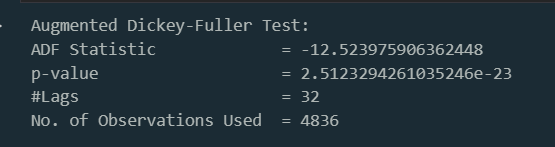 Augmented Dickey-Fuller Test:
ADF Statistic = -12.523975906362448
p-value = 2.5123294261035246e-23
#Lags = 32
No. of Observations Used = 4836